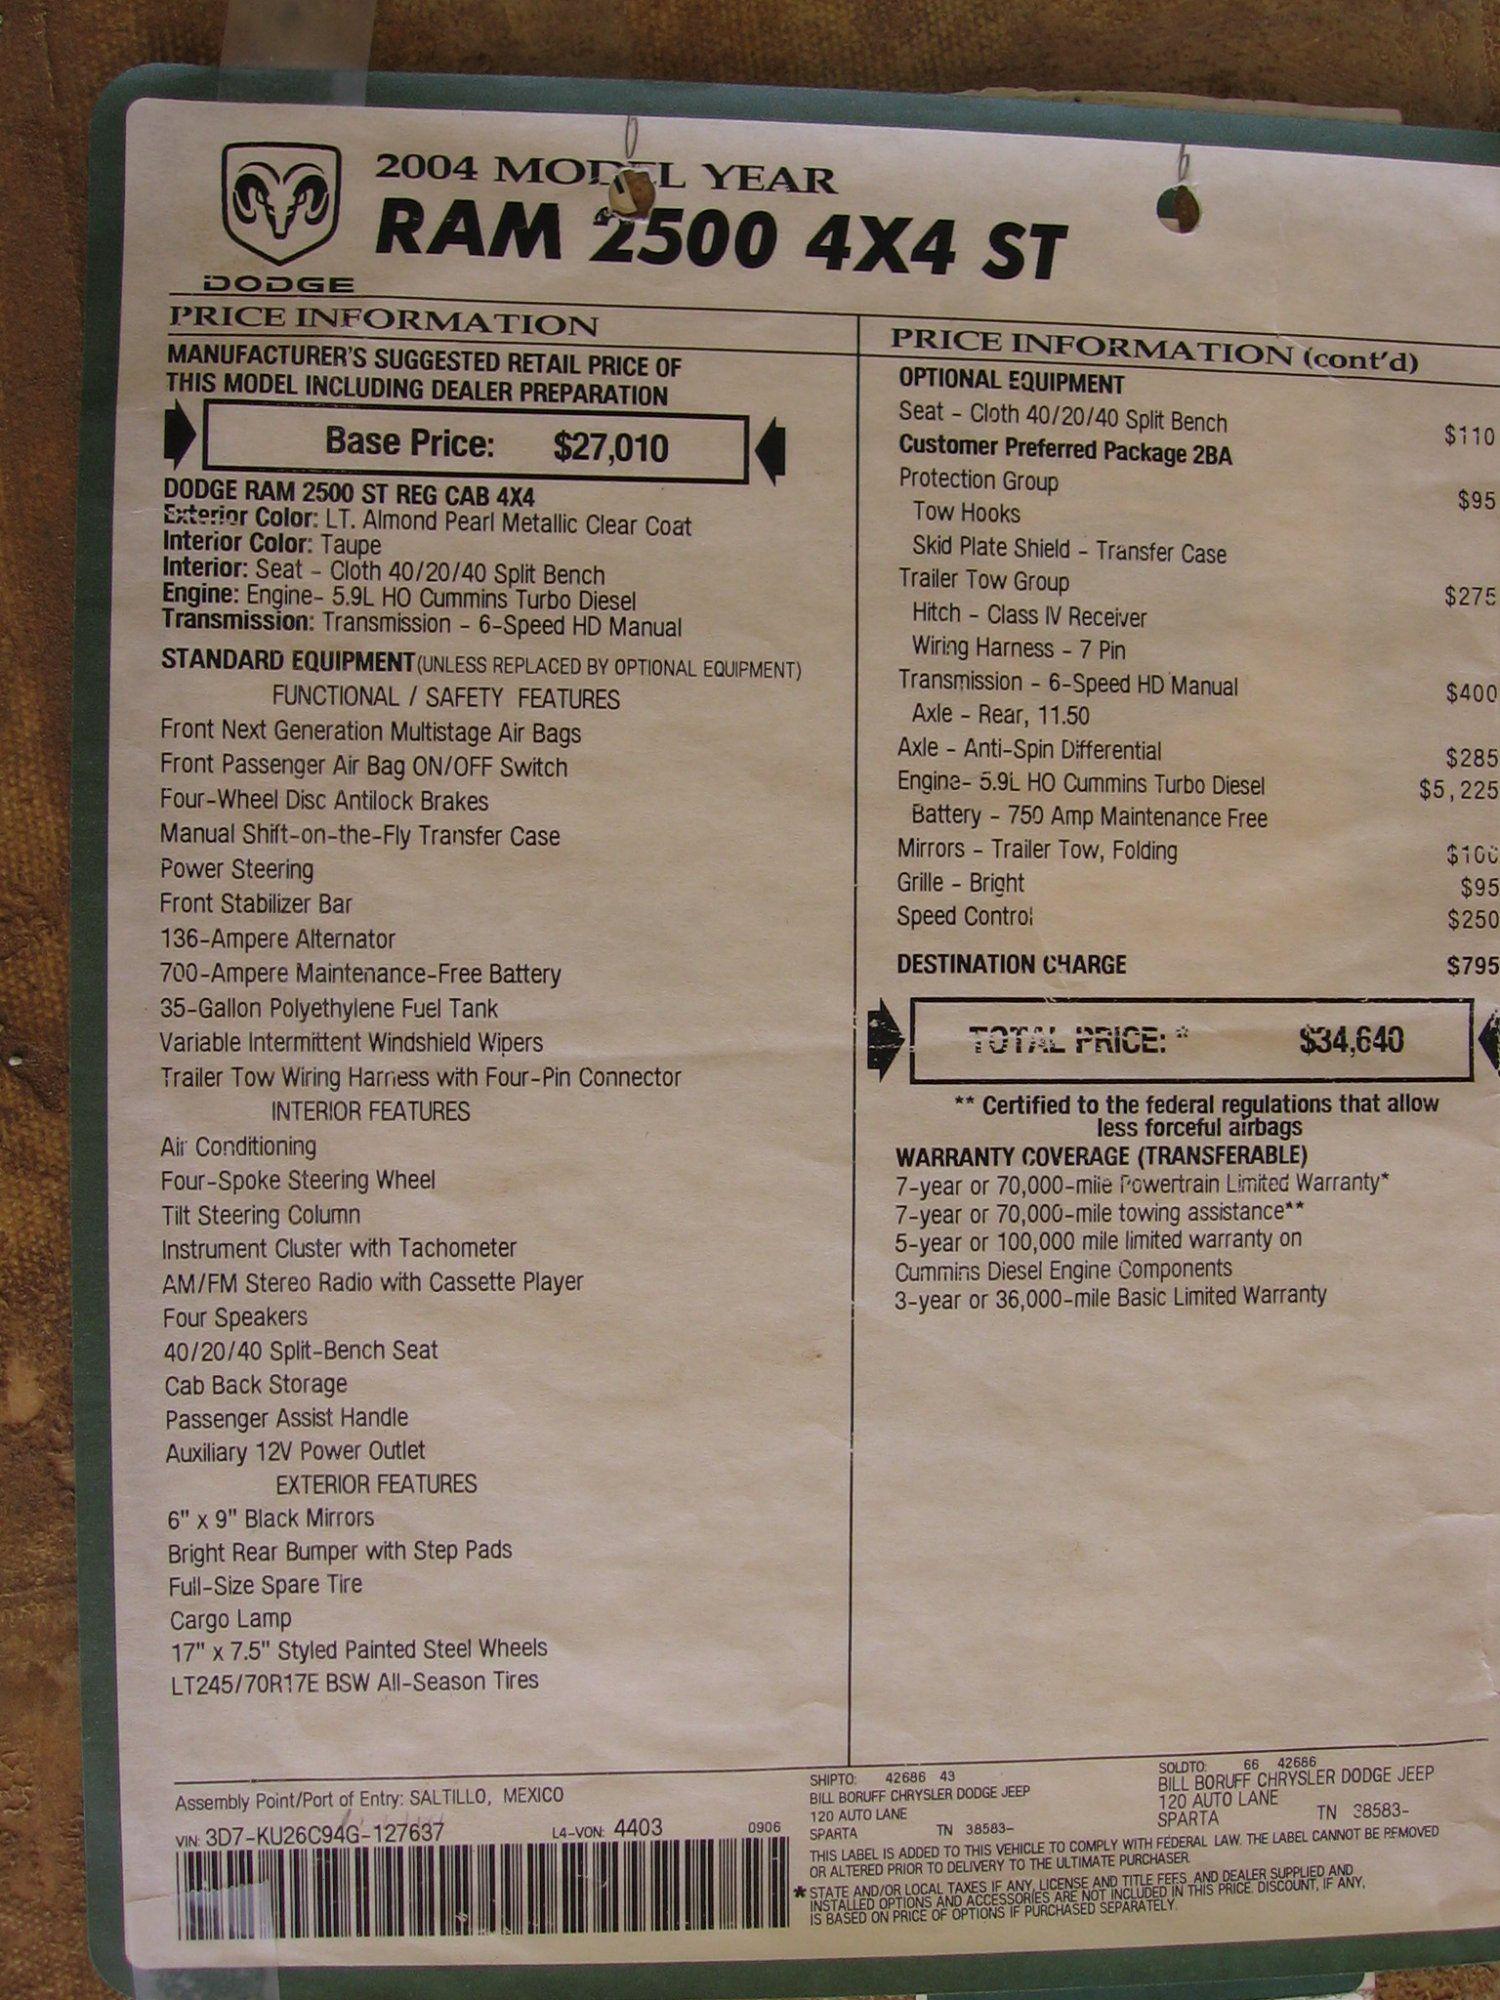 2004 MODEL YEAR
RAM 2500 4X4 ST
DODGE
PRICE INFORMATION
MANUFACTURER'S SUGGESTED RETAIL PRICE OF
THIS MODEL INCLUDING DEALER PREPARATION
Base Price: $27,010
DODGE RAM 2500 ST REG CAB 4X4
Exterior Color: LT. Almond Pearl Metallic Clear Coat
Interior Color: Taupe
Interior: Seat - Cloth 40/20/40 Split Bench
Engine: Engine- 5.9L HO Cummins Turbo Diesel
Transmission: Transmission - 6-Speed HD Manual
STANDARD EQUIPMENT (UNLESS REPLACED BY OPTIONAL EQUIPMENT)
FUNCTIONAL / SAFETY FEATURES
Front Next Generation Multistage Air Bags
Front Passenger Air Bag ON/OFF Switch
Four-Wheel Disc Antilock Brakes
Manual Shift-on-the-Fly Transfer Case
Power Steering
Front Stabilizer Bar
136-Ampere Alternator
700-Ampere Maintenance-Free Battery
35-Gallon Polyethylene Fuel Tank
Variable Intermittent Windshield Wipers
Trailer Tow Wiring Harness with Four-Pin Connector
INTERIOR FEATURES
Air Conditioning
Four-Spoke Steering Wheel
Tilt Steering Column
Instrument Cluster with Tachometer
AM/FM Stereo Radio with Cassette Player
Four Speakers
40/20/40 Split-Bench Seat
Cab Back Storage
Passenger Assist Handle
Auxiliary 12V Power Outlet
EXTERIOR FEATURES
6" x 9" Black Mirrors
Bright Rear Bumper with Step Pads
Full-Size Spare Tire
Cargo Lamp
17" x 7.5" Styled Painted Steel Wheels
LT245/70R17E BSW All-Season Tires
PRICE INFORMATION (cont'd)
OPTIONAL EQUIPMENT
Seat - Cloth 40/20/40 Split Bench $110
Customer Preferred Package 2BA
Protection Group $95
Tow Hooks
Skid Plate Shield - Transfer Case
Trailer Tow Group $275
Hitch - Class IV Receiver
Wiring Harness - 7 Pin
Transmission - 6-Speed HD Manual $400
Axle - Rear, 11.50
Axle - Anti-Spin Differential $285
Engine- 5.9L HO Cummins Turbo Diesel $5,225
Battery - 750 Amp Maintenance Free
Mirrors - Trailer Tow, Folding $100
Grille - Bright $95
Speed Control $250
DESTINATION CHARGE $795
TOTAL PRICE: * $34,640
** Certified to the federal regulations that allow
less forceful airbags
WARRANTY COVERAGE (TRANSFERABLE)
7-year or 70,000-mile Powertrain Limited Warranty*
7-year or 70,000-mile towing assistance**
5-year or 100,000 mile limited warranty on
Cummins Diesel Engine Components
3-year or 36,000-mile Basic Limited Warranty
Assembly Point/Port of Entry: SALTILLO, MEXICO
VIN: 3D7-KU26C94G-127637 L4-VON: 4403 0906
SHIPTO: 42686 43
BILL BORUFF CHRYSLER DODGE JEEP
120 AUTO LANE
SPARTA TN 38583-
SOLDTO: 66 42686
BILL BORUFF CHRYSLER DODGE JEEP
120 AUTO LANE
SPARTA TN 38583-
THIS LABEL IS ADDED TO THIS VEHICLE TO COMPLY WITH FEDERAL LAW. THE LABEL CANNOT BE REMOVED
OR ALTERED PRIOR TO DELIVERY TO THE ULTIMATE PURCHASER.
* STATE AND/OR LOCAL TAXES IF ANY, LICENSE AND TITLE FEES AND DEALER SUPPLIED AND
INSTALLED OPTIONS AND ACCESSORIES ARE NOT INCLUDED IN THIS PRICE. DISCOUNT, IF ANY,
IS BASED ON PRICE OF OPTIONS IF PURCHASED SEPARATELY.